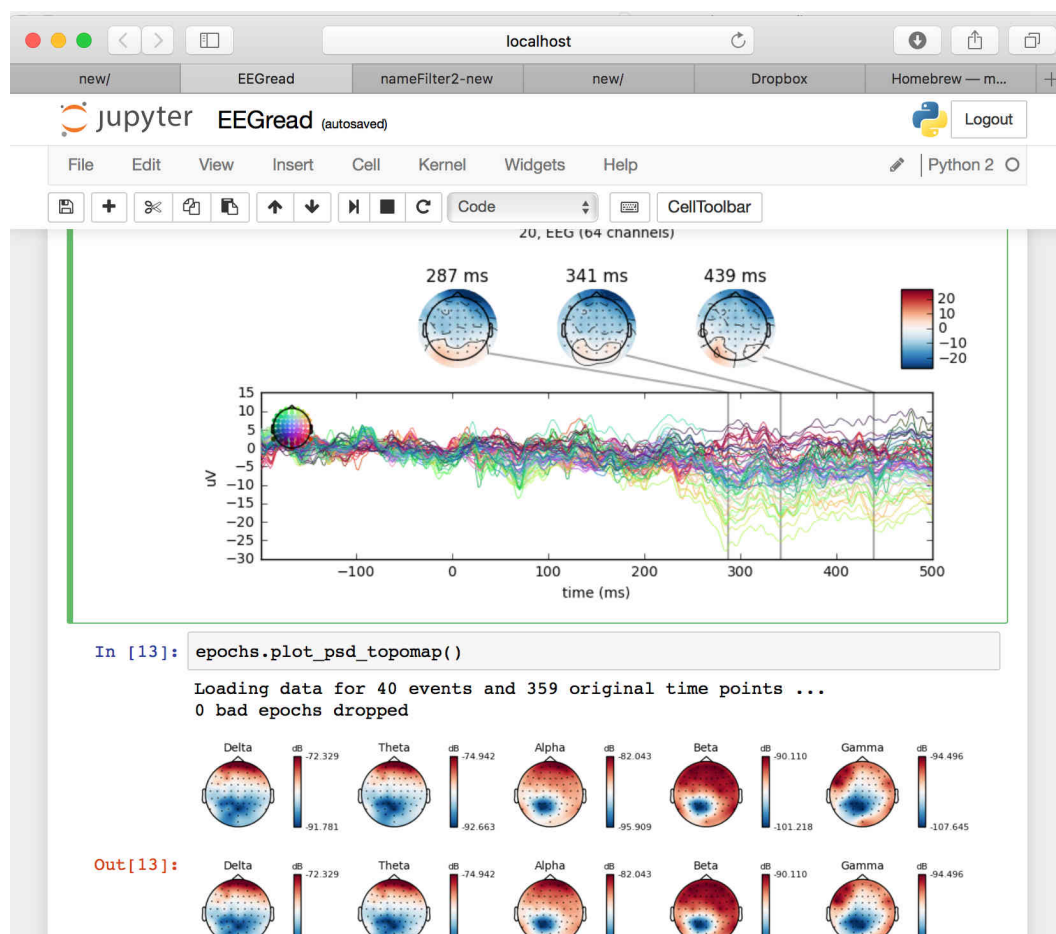 localhost
new/ EEGread nameFilter2-new new/ Dropbox Homebrew — m...
jupyter EEGread (autosaved) Logout
File Edit View Insert Cell Kernel Widgets Help Python 2
Code CellToolbar
20, EEG (64 channels)
287 ms 341 ms 439 ms
20
10
0
−10
−20
15
10
5
0
−5
−10
−15
−20
−25
−30
uV
−100 0 100 200 300 400 500
time (ms)
In [13]: epochs.plot_psd_topomap()
Loading data for 40 events and 359 original time points ...
0 bad epochs dropped
Delta dB Theta dB Alpha dB Beta dB Gamma dB
-72.329 -74.942 -82.043 -90.110 -94.496
-91.781 -92.663 -95.909 -101.218 -107.645
Out[13]: Delta dB Theta dB Alpha dB Beta dB Gamma dB
-72.329 -74.942 -82.043 -90.110 -94.496